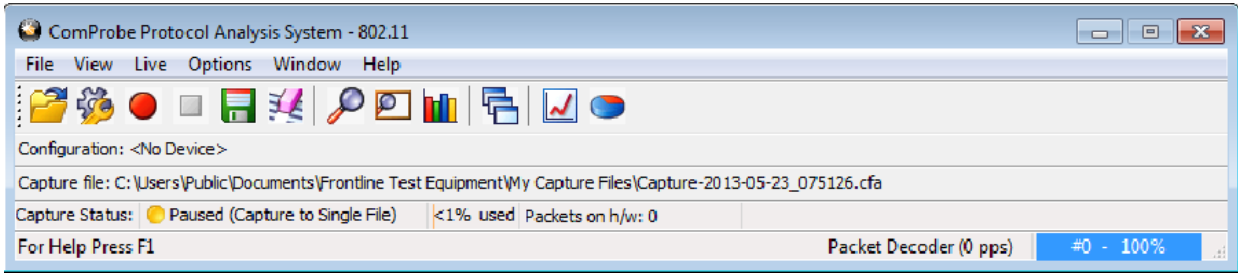 ComProbe Protocol Analysis System - 802.11
File View Live Options Window Help
Configuration: <No Device>
Capture file: C:\Users\Public\Documents\Frontline Test Equipment\My Capture Files\Capture-2013-05-23_075126.cfa
Capture Status: Paused (Capture to Single File) <1% used Packets on h/w: 0
For Help Press F1 Packet Decoder (0 pps) #0 - 100%